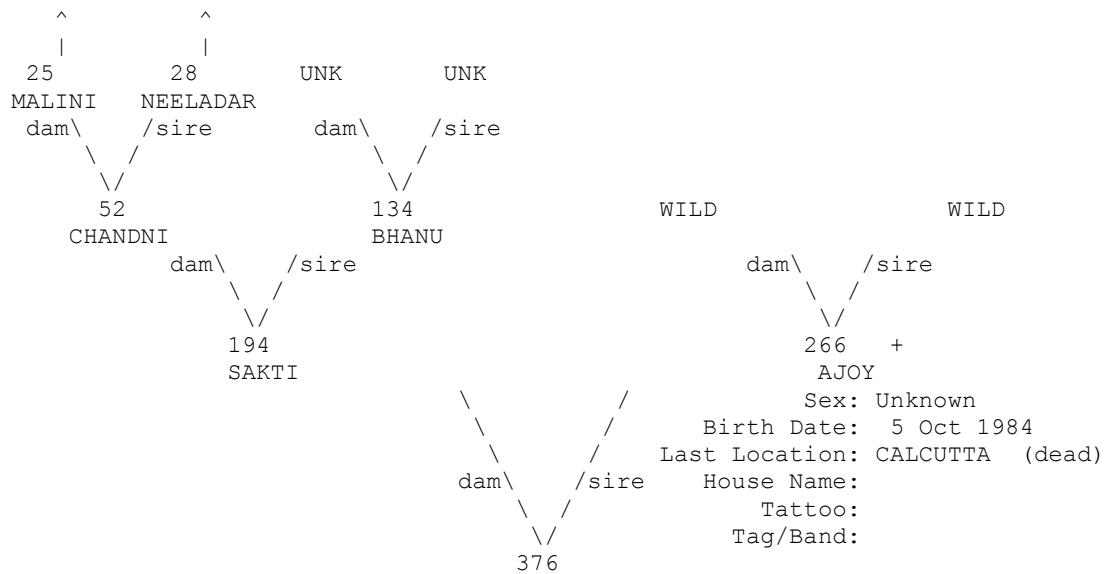 ^ ^
| |
25 28 UNK UNK
MALINI NEELADAR
dam\ /sire dam\ /sire
\ / \ /
\/ \/
52 134 WILD WILD
CHANDNI BHANU
dam\ /sire dam\ /sire
\ / \ /
\/ \/
194 266 +
SAKTI AJOY
\ / Sex: Unknown
\ / Birth Date: 5 Oct 1984
\ / Last Location: CALCUTTA (dead)
dam\ /sire House Name:
\ / Tattoo:
\/ Tag/Band:
376